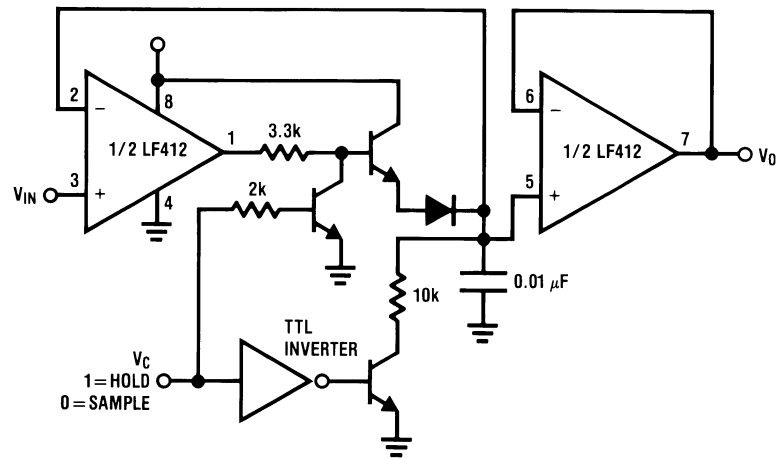 2
−
8
1/2 LF412
1
3.3k
VIN
3
+
4
2k
6
−
1/2 LF412
7
VO
5
+
10k
0.01 μF
TTL
INVERTER
VC
1 = HOLD
0 = SAMPLE